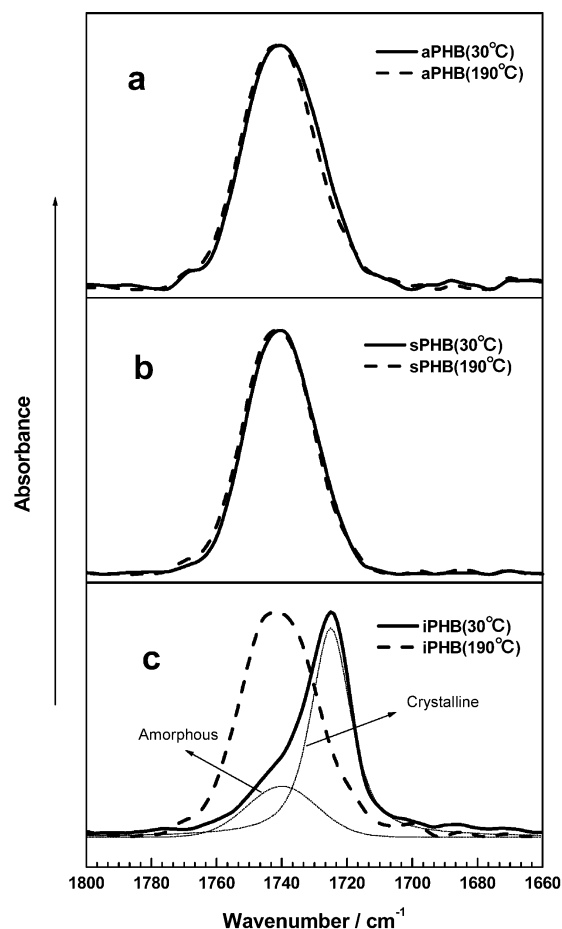 a
aPHB(30°C)
aPHB(190°C)
b
sPHB(30°C)
sPHB(190°C)
Absorbance
c
iPHB(30°C)
iPHB(190°C)
Crystalline
Amorphous
1800 1780 1760 1740 1720 1700 1680 1660
Wavenumber / cm⁻¹